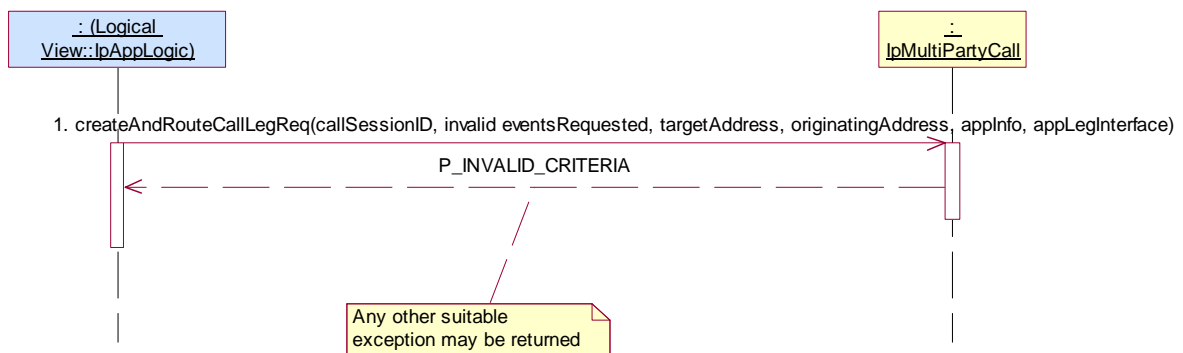 : (Logical
View::IpAppLogic)
:
IpMultiPartyCall
1. createAndRouteCallLegReq(callSessionID, invalid eventsRequested, targetAddress, originatingAddress, appInfo, appLegInterface)
P_INVALID_CRITERIA
Any other suitable
exception may be returned